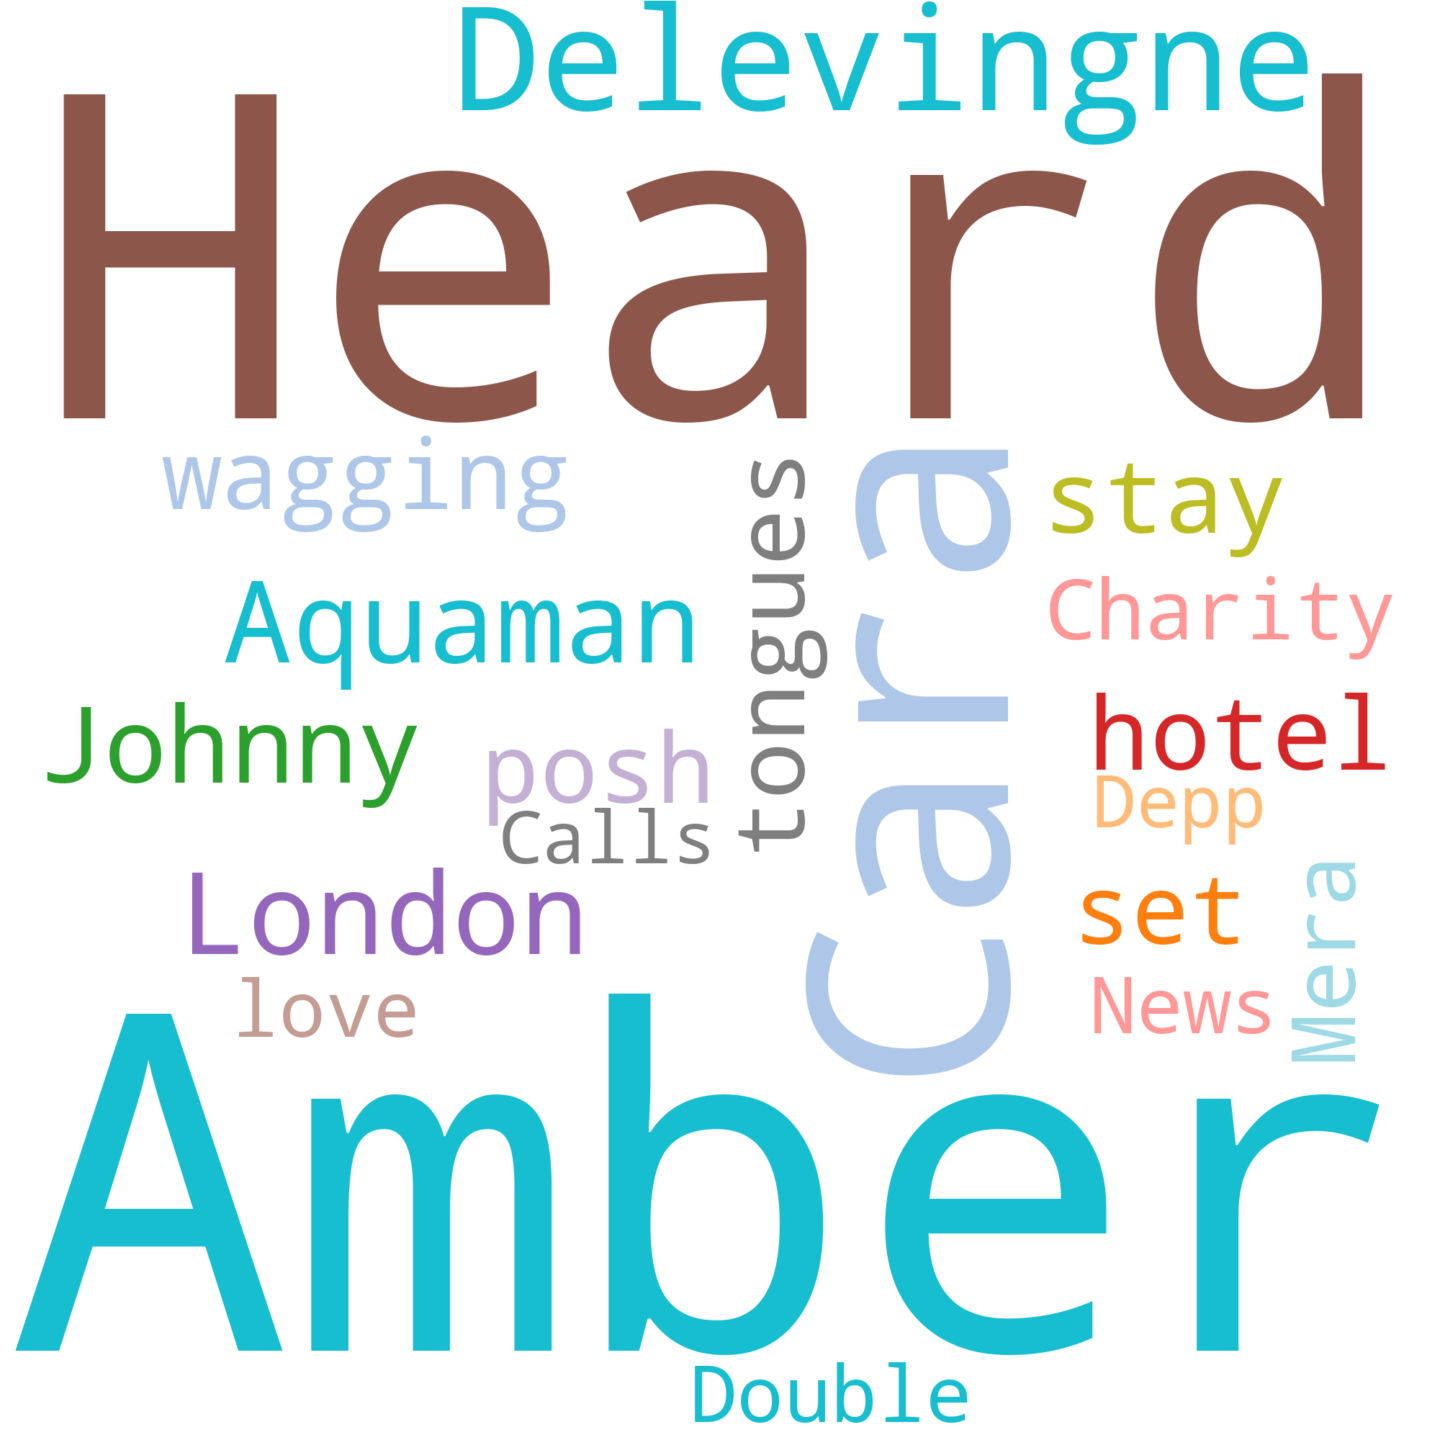 Delevingne
Heard
wagging
tongues
Cara
stay
Aquaman
Charity
Johnny
posh
hotel
Calls
Depp
London
set
Mera
love
News
Amber
Double